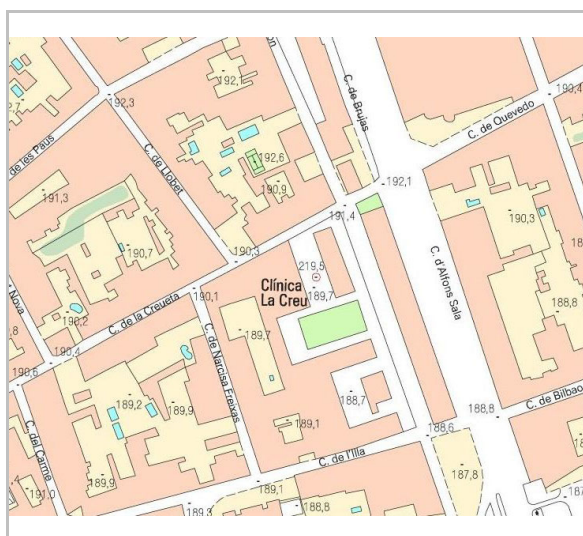 192,1
C. de Brujas
190,4
192,3
C. de Quevedo
de les Paus
C. de Llobet
192,6
192,1
190,9
191,3
191,4
190,3
190,7
190,3
219,5
Clínica
La Creu
189,7
C. d'Alfons Sala
190,1
188,8
Nova
190,2
C. de la Creueta
189,7
190,4
C. de Narcisa Freixas
190,6
189,2
189,9
188,7
188,8
C. de Bilbao
189,1
188,6
C. del Carme
C. de l'Illa
187,8
191,0
189,9
189,1
189,3
188,8